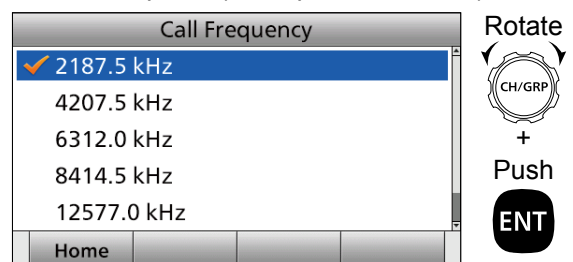 Call Frequency
2187.5 kHz
4207.5 kHz
6312.0 kHz
8414.5 kHz
12577.0 kHz
Home
Rotate
CH/GRP
+
Push
ENT